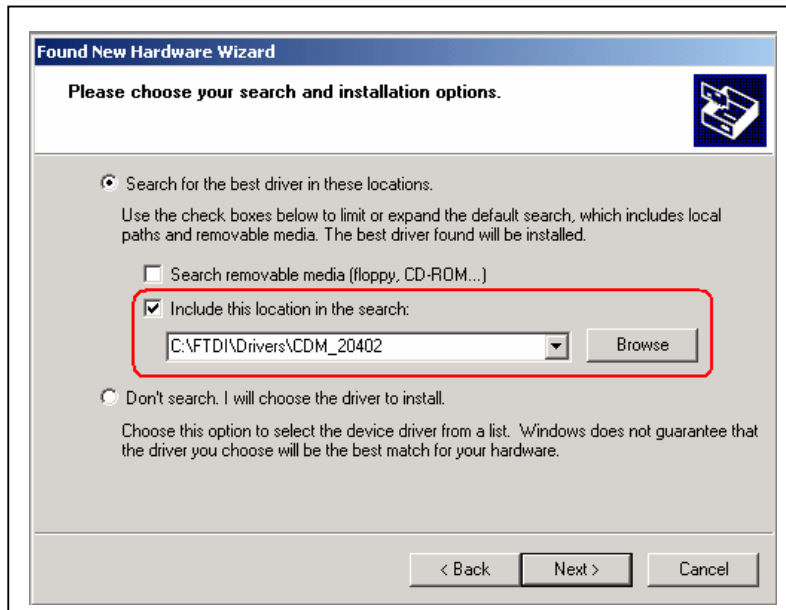 Found New Hardware Wizard
Please choose your search and installation options.
Search for the best driver in these locations.
Use the check boxes below to limit or expand the default search, which includes local
paths and removable media. The best driver found will be installed.
Search removable media (floppy, CD-ROM...)
Include this location in the search:
C:\FTDI\Drivers\CDM_20402
Browse
Don't search. I will choose the driver to install.
Choose this option to select the device driver from a list.  Windows does not guarantee that
the driver you choose will be the best match for your hardware.
< Back
Next >
Cancel